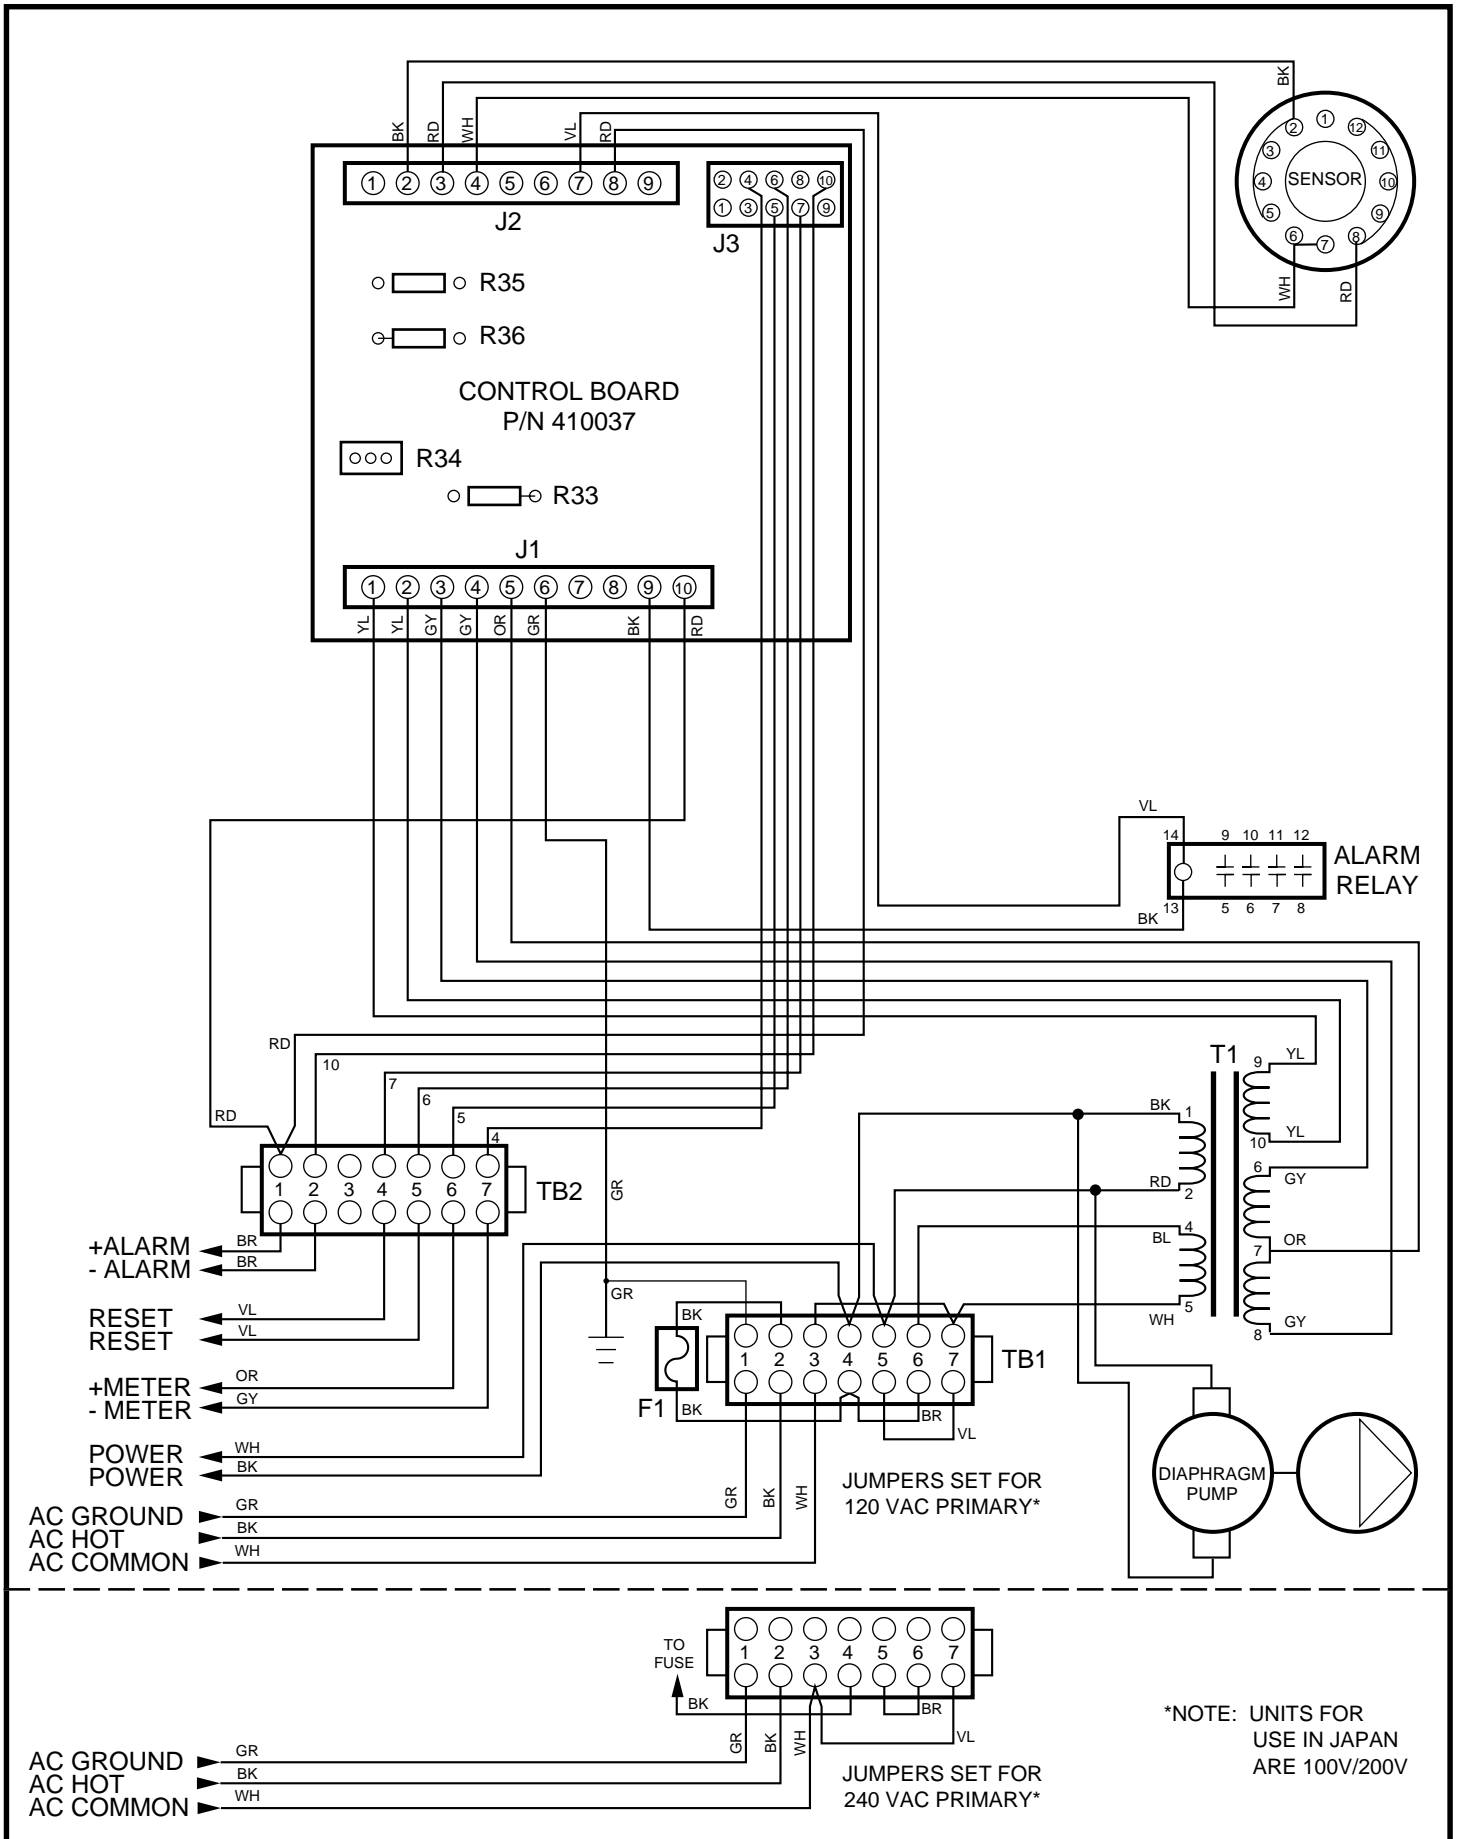 BK
BK RD WH VL RD
1 2 3 4 5 6 7 8 9
J2
2 4 6 8 10
1 3 5 7 9
J3
1
2 12
3 11
4 SENSOR 10
5 9
6 8
7
WH RD
R35
R36
CONTROL BOARD
P/N 410037
R34
R33
J1
1 2 3 4 5 6 7 8 9 10
YL YL GY GY OR GR BK RD
VL
14 9 10 11 12
ALARM
RELAY
13 5 6 7 8
BK
RD
10
7
6
5
4
RD
1 2 3 4 5 6 7
TB2
GR
T1
9 YL
BK 1
10 YL
RD 2
6 GY
4
BL
7 OR
5
WH
8 GY
+ALARM BR
- ALARM BR
RESET VL
RESET VL
+METER OR
- METER GY
POWER WH
POWER BK
AC GROUND GR
AC HOT BK
AC COMMON WH
GR
BK
1 2 3 4 5 6 7
TB1
F1
BK BR
VL
GR BK WH
JUMPERS SET FOR
120 VAC PRIMARY*
DIAPHRAGM
PUMP
TO
FUSE
1 2 3 4 5 6 7
BK BR
VL
GR BK WH
AC GROUND GR
AC HOT BK
AC COMMON WH
JUMPERS SET FOR
240 VAC PRIMARY*
*NOTE: UNITS FOR
USE IN JAPAN
ARE 100V/200V